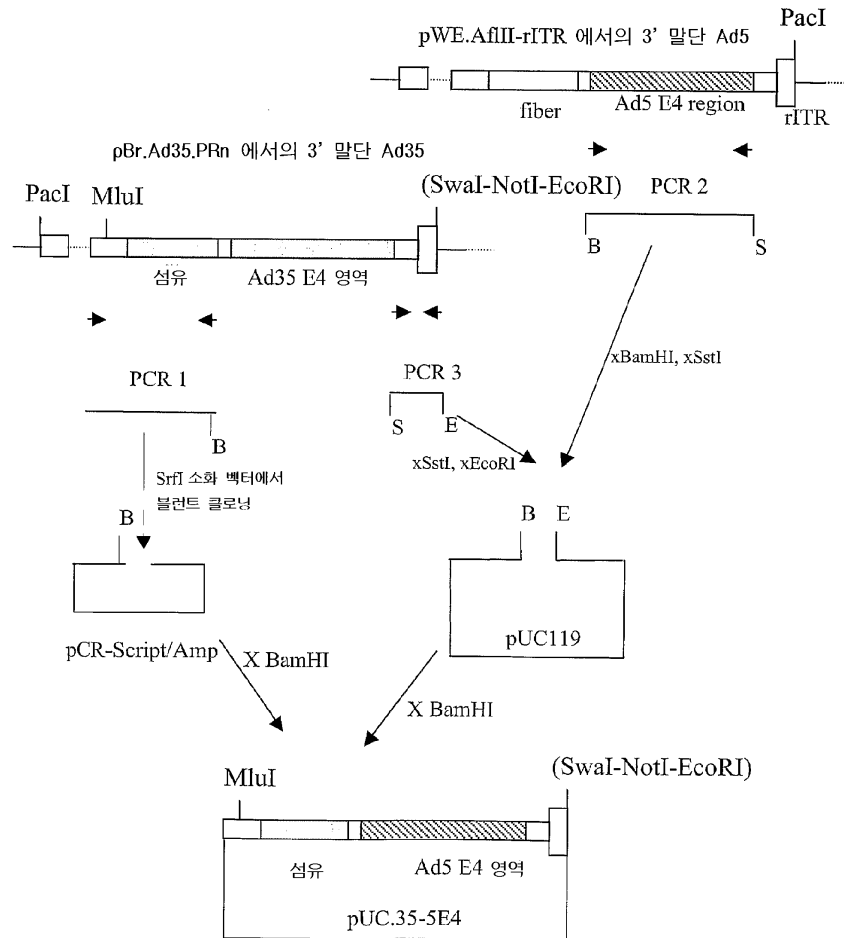 PacI
pWE.AflII-rITR 에서의 3' 말단 Ad5
fiber
Ad5 E4 region
rITR
pBr.Ad35.PRn 에서의 3' 말단 Ad35
(SwaI-NotI-EcoRI)
PCR 2
PacI
MluI
B
S
섬유
Ad35 E4 영역
xBamHI, xSstI
PCR 1
PCR 3
B
S
E
xSstI, xEcoRI
SrfI 소화 벡터에서
블런트 클로닝
B
B
E
pCR-Script/Amp
pUC119
X BamHI
X BamHI
MluI
(SwaI-NotI-EcoRI)
섬유
Ad5 E4 영역
pUC.35-5E4